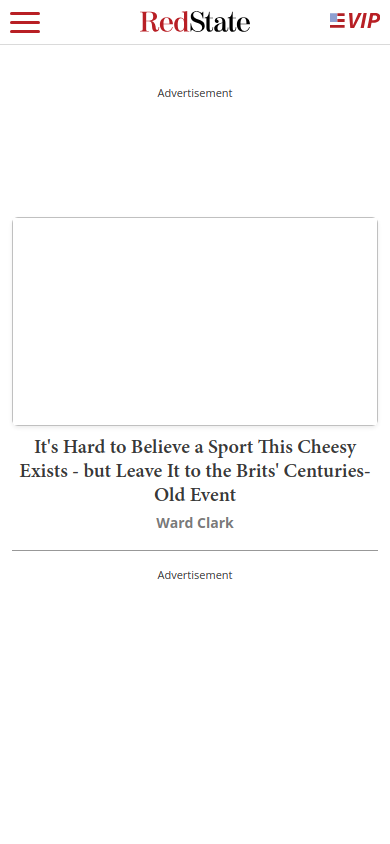 RedState
VIP
Advertisement
It's Hard to Believe a Sport This Cheesy
Exists - but Leave It to the Brits' Centuries-
Old Event
Ward Clark
Advertisement